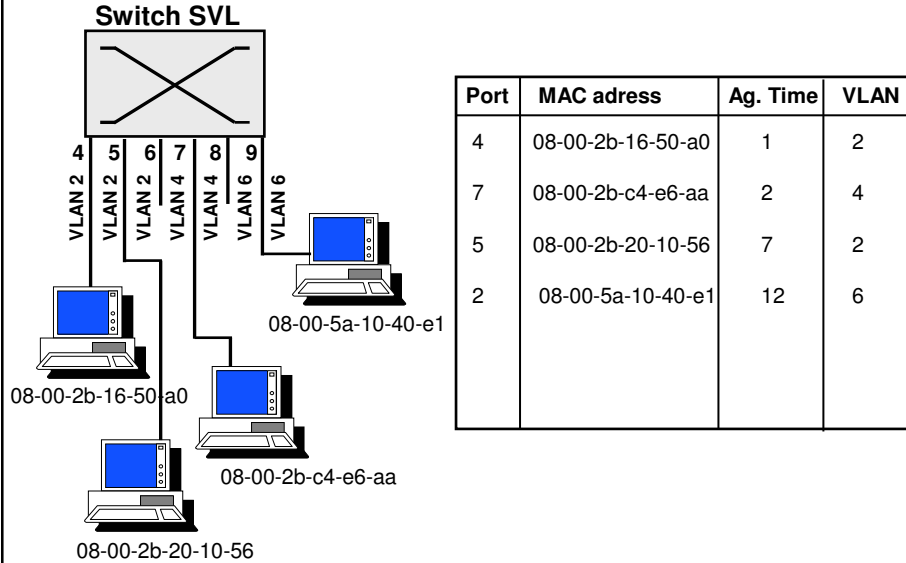 Switch SVL
4 5 6 7 8 9
VLAN 2
VLAN 2
VLAN 2
VLAN 4
VLAN 4
VLAN 6
VLAN 6
08-00-5a-10-40-e1
08-00-2b-16-50-a0
08-00-2b-c4-e6-aa
08-00-2b-20-10-56
Port MAC adress Ag. Time VLAN
4 08-00-2b-16-50-a0 1 2
7 08-00-2b-c4-e6-aa 2 4
5 08-00-2b-20-10-56 7 2
2 08-00-5a-10-40-e1 12 6